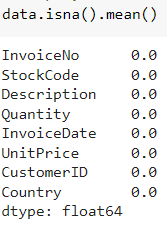 data.isna().mean()
InvoiceNo 0.0
StockCode 0.0
Description 0.0
Quantity 0.0
InvoiceDate 0.0
UnitPrice 0.0
CustomerID 0.0
Country 0.0
dtype: float64